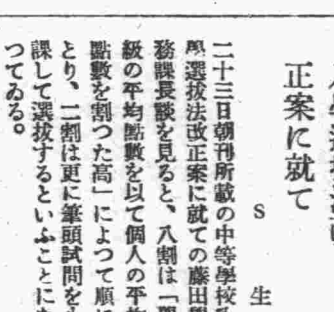 正案に就て
S 生
二十三日朝刊所載の中等學校
選拔法改正案に就ての藤田
務課長談を見ると、八割は「
級の平均點數を以て個人の平
點數を割つた高」によつて順
とり、二割は更に筆頭試問を
課して選拔するといふことに
つてゐる。